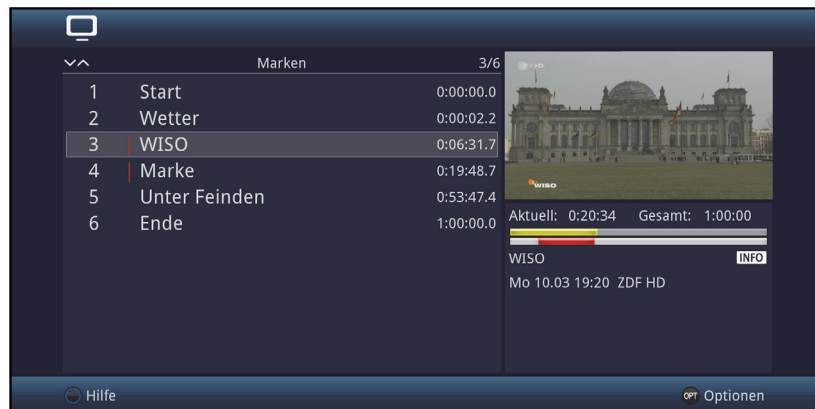 Marken 3/6
1 Start 0:00:00.0
2 Wetter 0:00:02.2
3 WISO 0:06:31.7
4 Marke 0:19:48.7
5 Unter Feinden 0:53:47.4
6 Ende 1:00:00.0
WISO
Aktuell: 0:20:34 Gesamt: 1:00:00
WISO INFO
Mo 10.03 19:20 ZDF HD
Hilfe
OPT Optionen